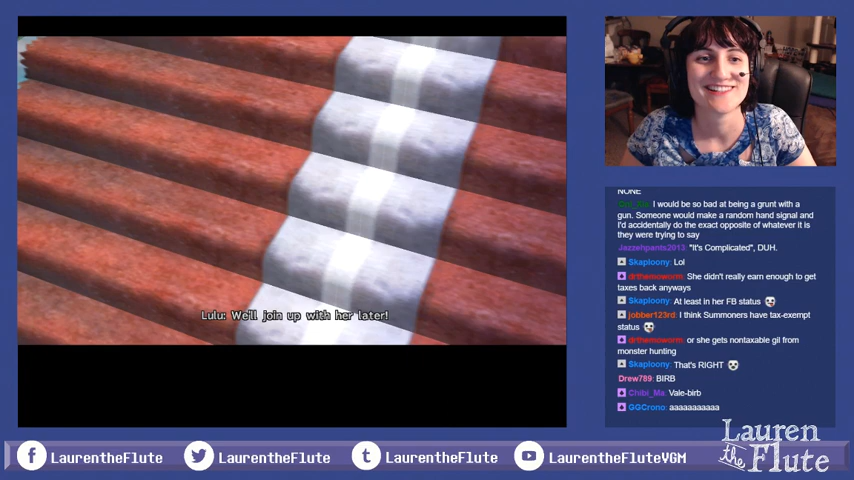 Lulu: We'll join up with her later!
NONE
I would be so bad at being a grunt with a
gun. Someone would make a random hand signal and
I'd accidentally do the exact opposite of whatever it is
they were trying to say
Jazzehpants2013: "It's Complicated", DUH.
Skaploony: Lol
drthemoworm: She didn't really earn enough to get
taxes back anyways
Skaploony: At least in her FB status
jobber123rd: I think Summoners have tax-exempt
status
drthemoworm: or she gets nontaxable gil from
monster hunting
Skaploony: That's RIGHT
Drew789: BIRB
Chibi_Ma: Vale-birb
GGCrono: aaaaaaaaaaa
Lauren
the Flute
LaurentheFlute
LaurentheFlute
LaurentheFlute
LaurentheFluteVGM